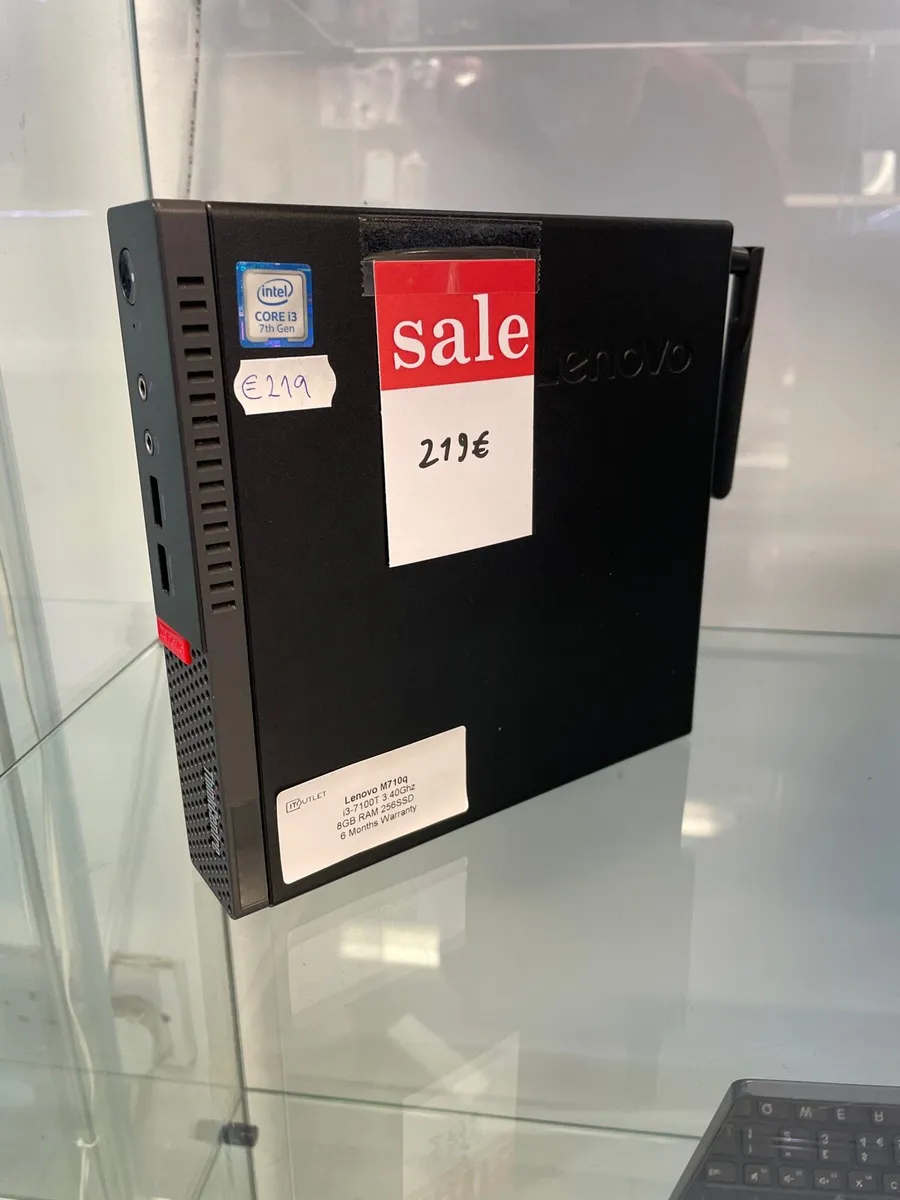 intel
CORE i3
7th Gen
€219
sale
219€
Lenovo
ThinkCentre
IT OUTLET
Lenovo M710q
i3-7100T 3.40Ghz
8GB RAM 256SSD
6 Months Warranty
Q W E R